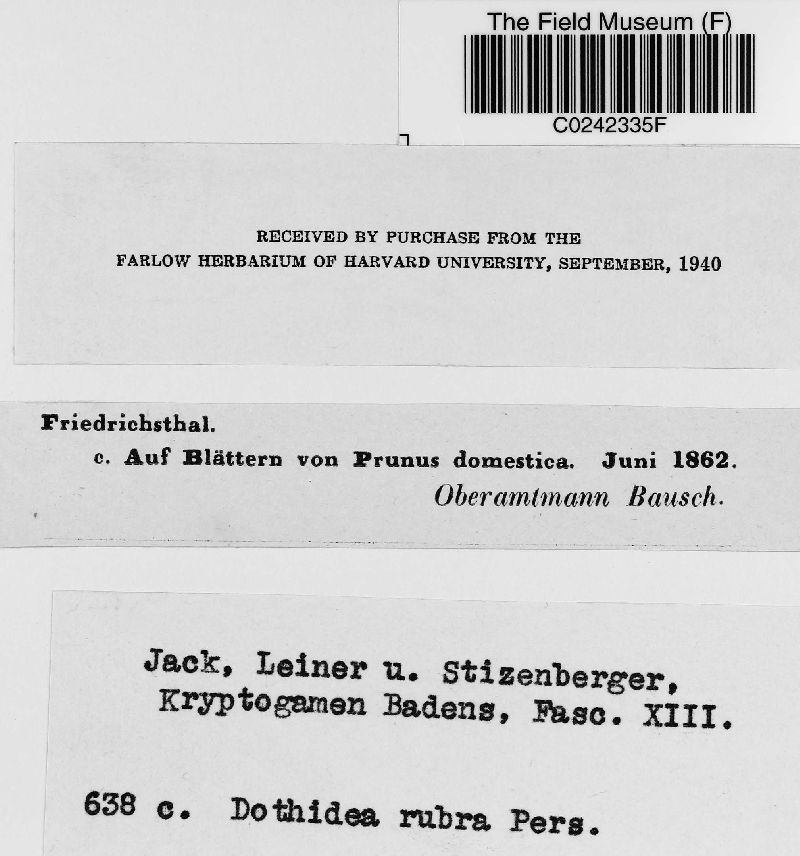 The Field Museum (F)
C0242335F
RECEIVED BY PURCHASE FROM THE
FARLOW HERBARIUM OF HARVARD UNIVERSITY, SEPTEMBER, 1940
Friedrichsthal.
c. Auf Blättern von Prunus domestica. Juni 1862.
Oberamtmann Bausch.
Jack, Leiner u. Stizenberger,
Kryptogamen Badens, Fasc. XIII.
638 c. Dothidea rubra Pers.